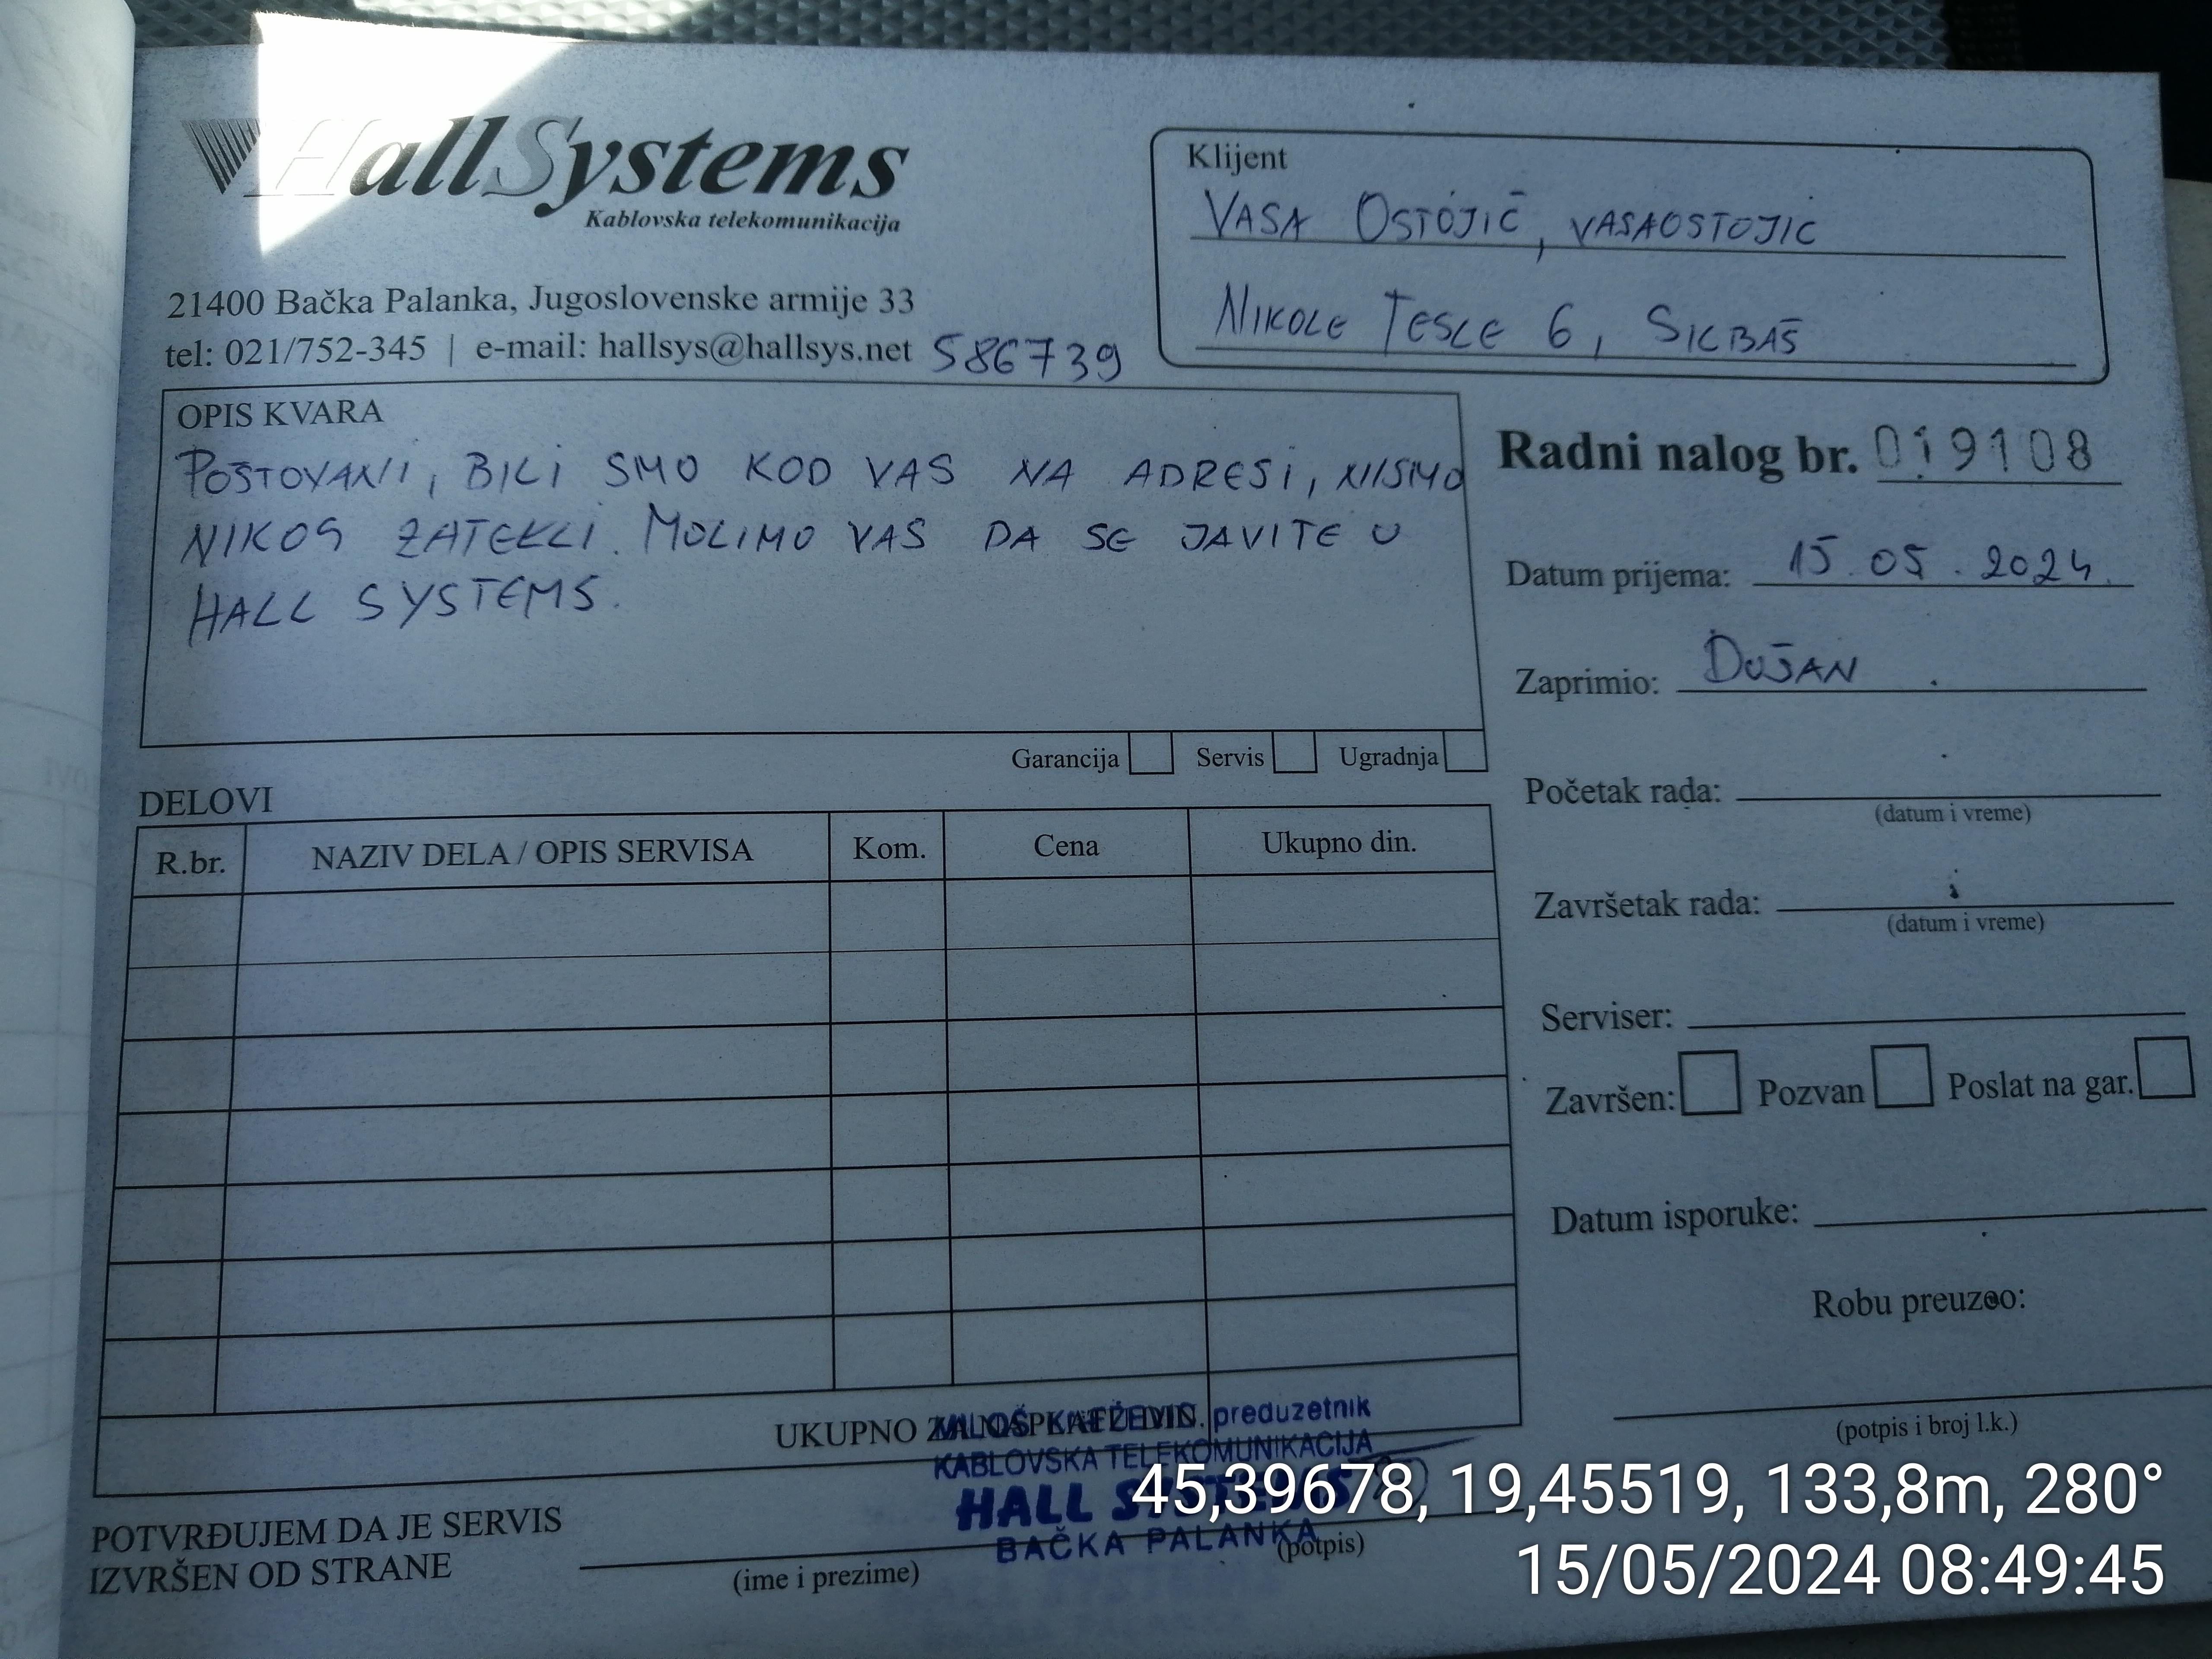 HallSystems
Kablovska telekomunikacija
21400 Bačka Palanka, Jugoslovenske armije 33
tel: 021/752-345 | e-mail: hallsys@hallsys.net 586739
Klijent
VASA OSTOJIĆ, VASAOSTOJIC
NIKOLE TESLE 6, SILBAŠ
OPIS KVARA
POŠTOVANI, BILI SMO KOD VAS NA ADRESI, NISMO
NIKOG ZATEKLI. MOLIMO VAS DA SE JAVITE U
HALL SYSTEMS.
Garancija Servis Ugradnja
Radni nalog br. 019108
Datum prijema: 15.05.2024.
Zaprimio: DUŠAN
Početak rada:
(datum i vreme)
Završetak rada:
(datum i vreme)
Serviser:
Završen: Pozvan Poslat na gar.
Datum isporuke:
Robu preuzeo:
(potpis i broj l.k.)
DELOVI
R.br. NAZIV DELA / OPIS SERVISA Kom. Cena Ukupno din.
UKUPNO ZA NAPLATU DIN.
MILOŠ preduzetnik
KABLOVSKA TELEKOMUNIKACIJA
HALL SYSTEMS
BAČKA PALANKA
POTVRĐUJEM DA JE SERVIS
IZVRŠEN OD STRANE
(ime i prezime)
(potpis)
45,39678, 19,45519, 133,8m, 280°
15/05/2024 08:49:45